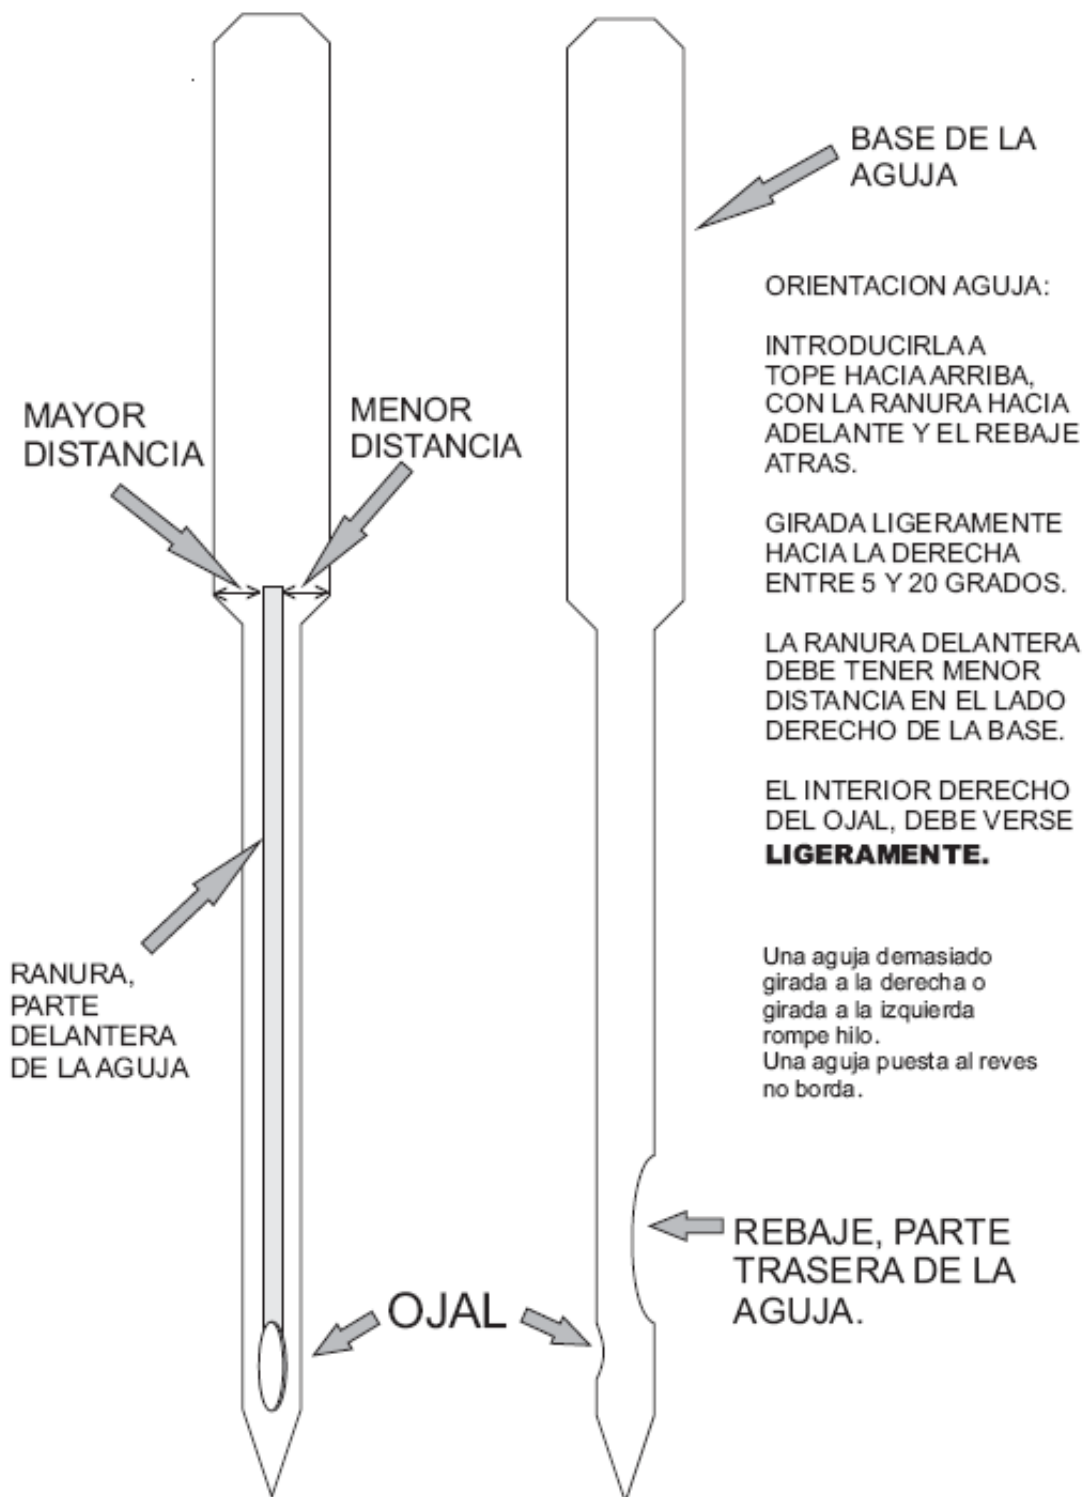 BASE DE LA
AGUJA
ORIENTACION AGUJA:
INTRODUCIRLA A
TOPE HACIA ARRIBA,
CON LA RANURA HACIA
ADELANTE Y EL REBAJE
ATRAS.
MAYOR
DISTANCIA
MENOR
DISTANCIA
GIRADA LIGERAMENTE
HACIA LA DERECHA
ENTRE 5 Y 20 GRADOS.
LA RANURA DELANTERA
DEBE TENER MENOR
DISTANCIA EN EL LADO
DERECHO DE LA BASE.
EL INTERIOR DERECHO
DEL OJAL, DEBE VERSE
LIGERAMENTE.
RANURA,
PARTE
DELANTERA
DE LA AGUJA
Una aguja demasiado
girada a la derecha o
girada a la izquierda
rompe hilo.
Una aguja puesta al reves
no borda.
REBAJE, PARTE
TRASERA DE LA
AGUJA.
OJAL